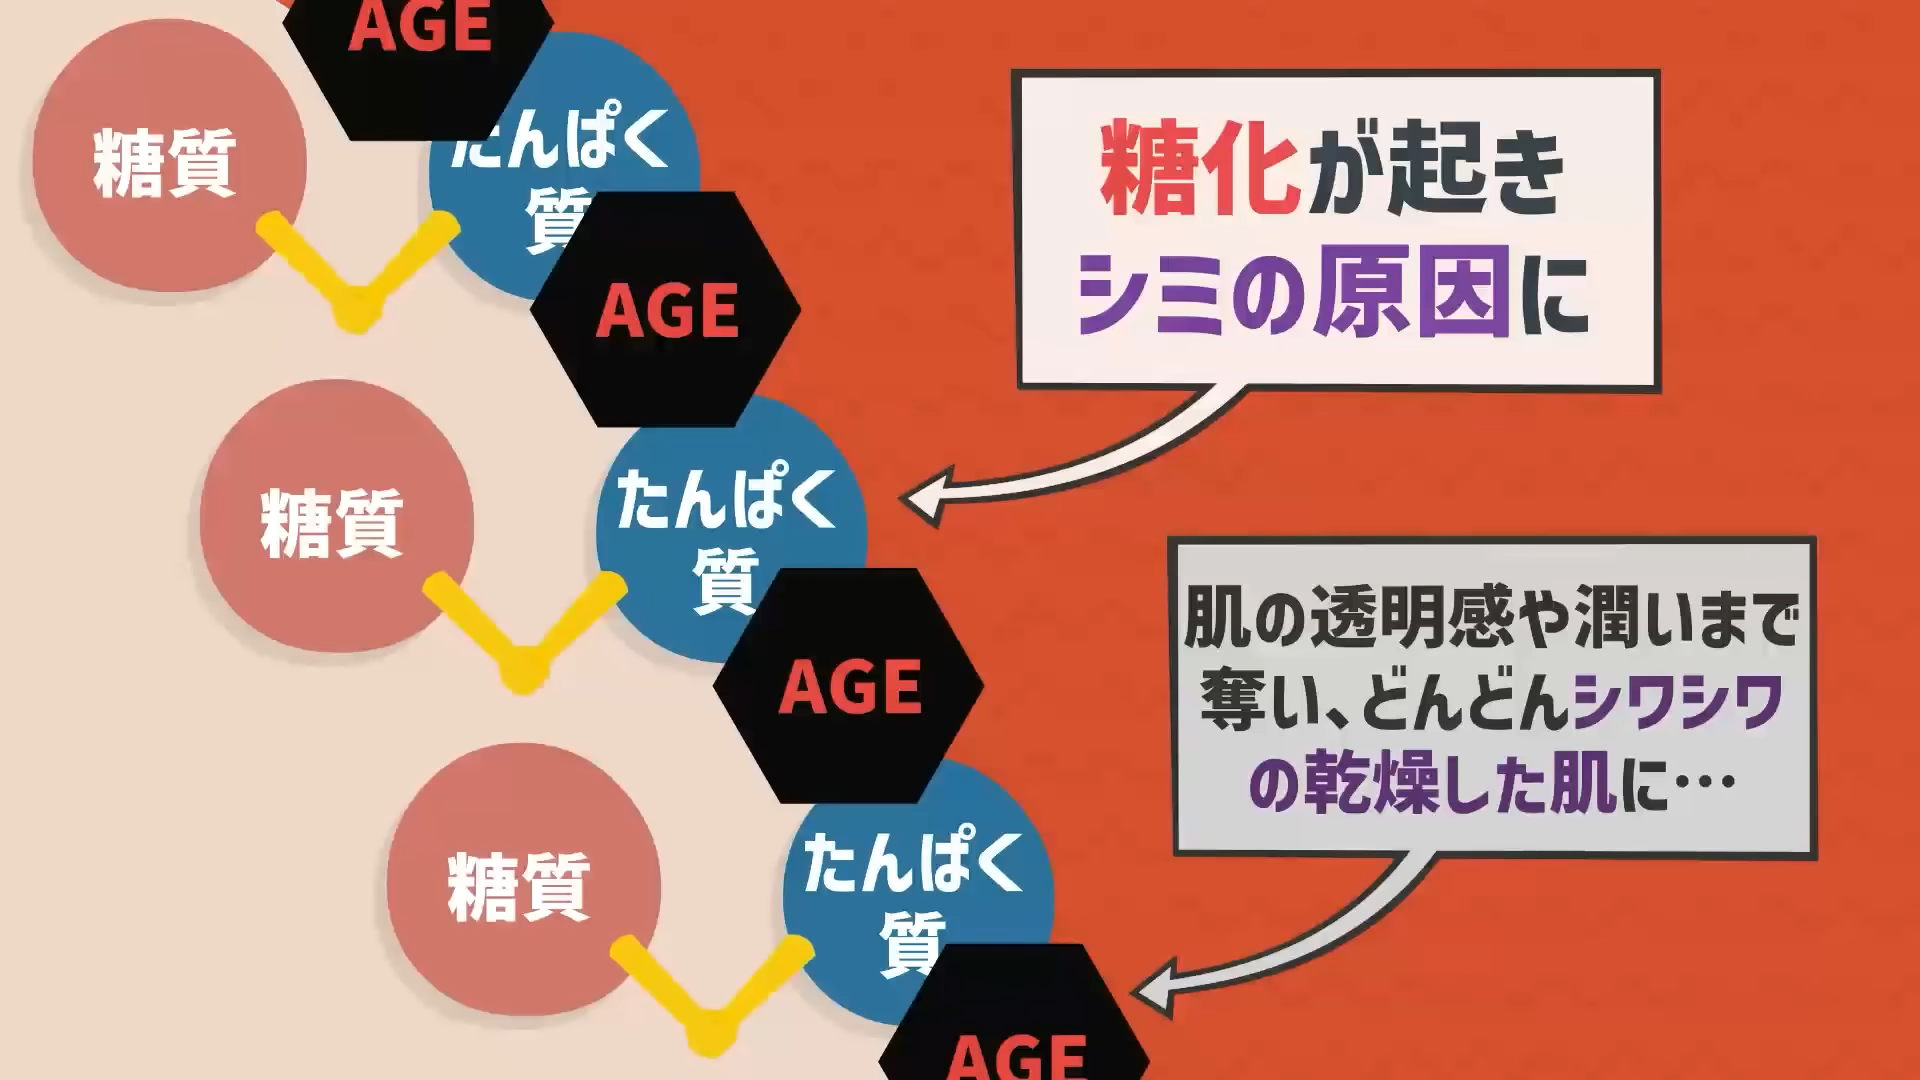 AGE
糖質
たんぱく
質
AGE
糖化が起き
シミの原因に
糖質
たんぱく
質
AGE
肌の透明感や潤いまで
奪い、どんどんシワシワ
の乾燥した肌に…
糖質
たんぱく
質
AGE